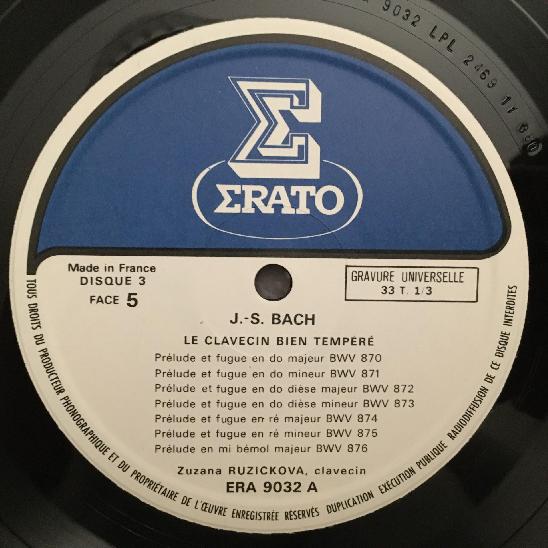 9032 LPL 2469 11
ΣRATO
Made in France
DISQUE 3
FACE 5
GRAVURE UNIVERSELLE
33 T. 1/3
J.-S. BACH
LE CLAVECIN BIEN TEMPÉRÉ
Prélude et fugue en do majeur BWV 870
Prélude et fugue en do mineur BWV 871
Prélude et fugue en do dièse majeur BWV 872
Prélude et fugue en do dièse mineur BWV 873
Prélude et fugue en ré majeur BWV 874
Prélude et fugue en ré mineur BWV 875
Prélude en mi bémol majeur BWV 876
Zuzana RUZICKOVA, clavecin
ERA 9032 A
TOUS DROITS DU PRODUCTEUR PHONOGRAPHIQUE ET DU PROPRIÉTAIRE DE L'ŒUVRE ENREGISTRÉE RÉSERVÉS DUPLICATION EXÉCUTION PUBLIQUE RADIODIFFUSION DE CE DISQUE INTERDITES